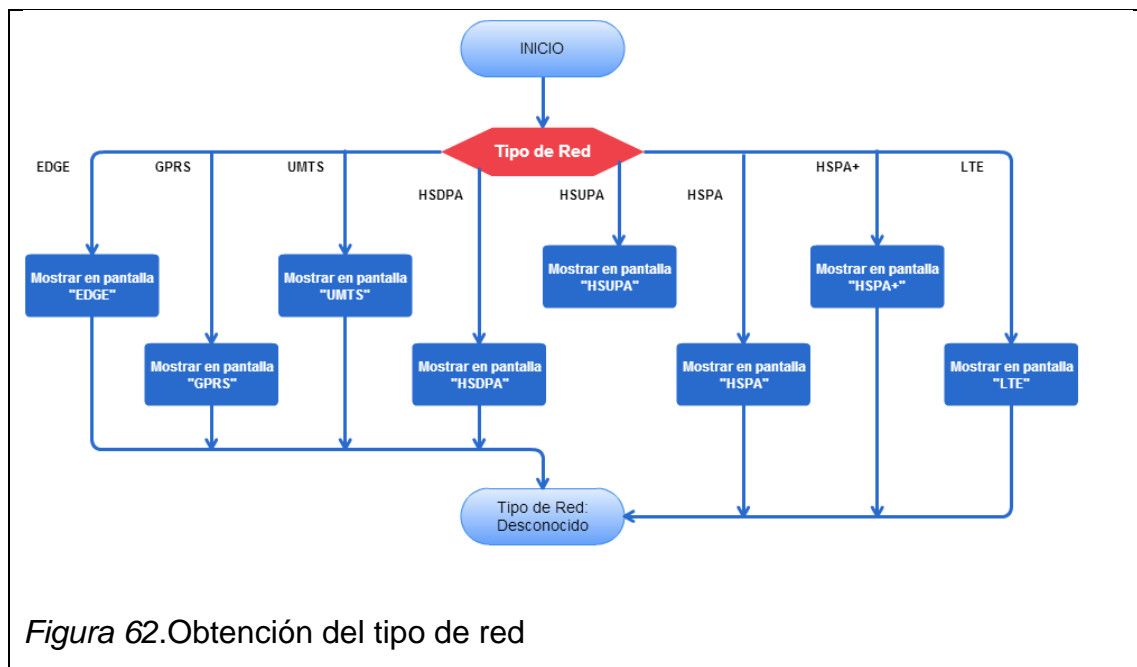 INICIO
Tipo de Red
EDGE
GPRS
UMTS
HSDPA
HSUPA
HSPA
HSPA+
LTE
Mostrar en pantalla
"EDGE"
Mostrar en pantalla
"UMTS"
Mostrar en pantalla
"HSUPA"
Mostrar en pantalla
"HSPA+"
Mostrar en pantalla
"GPRS"
Mostrar en pantalla
"HSDPA"
Mostrar en pantalla
"HSPA"
Mostrar en pantalla
"LTE"
Tipo de Red:
Desconocido
Figura 62.Obtención del tipo de red